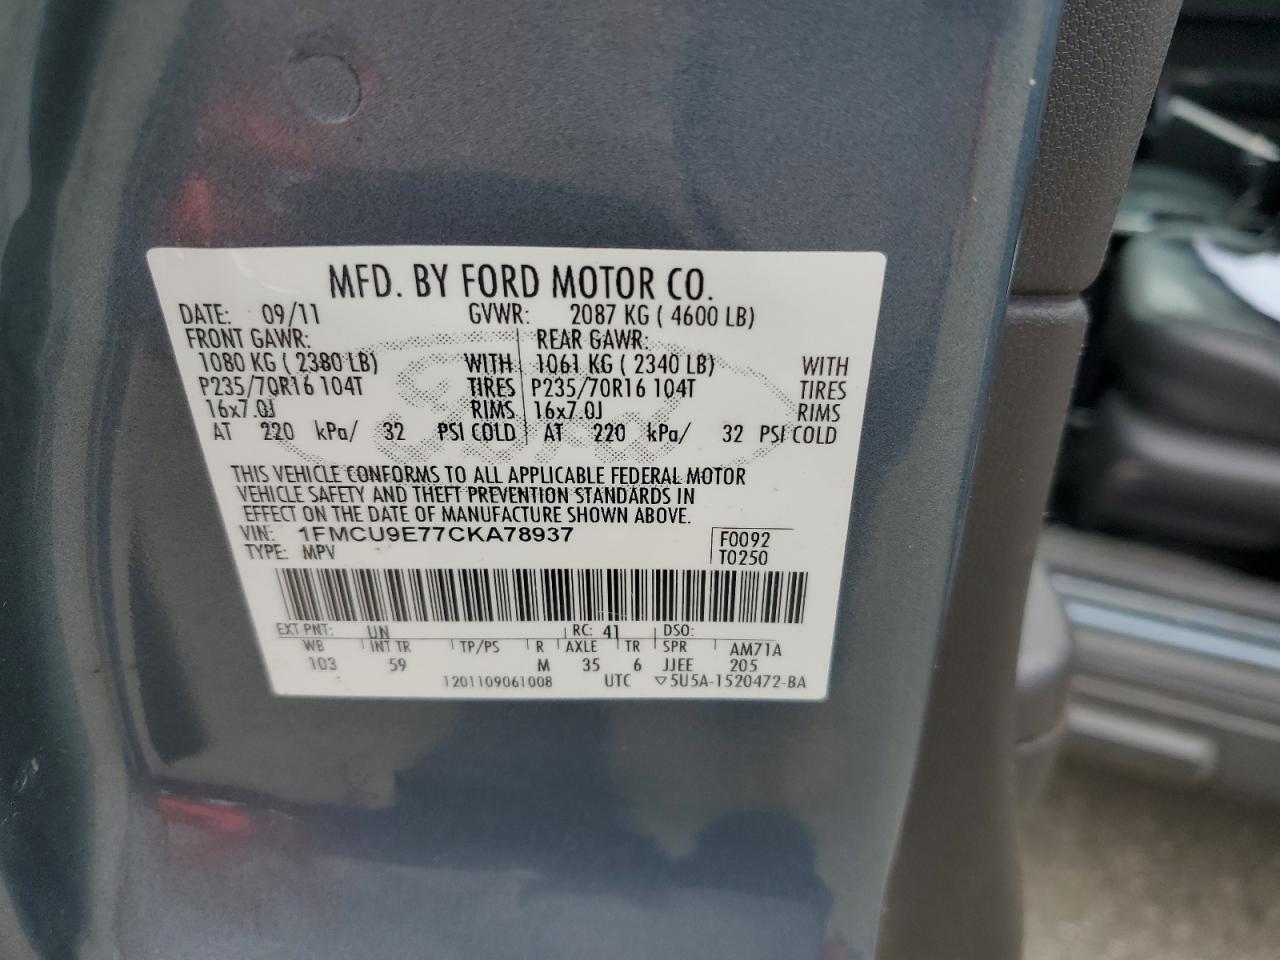 MFD. BY FORD MOTOR CO.
DATE: 09/11 GVWR: 2087 KG ( 4600 LB)
FRONT GAWR: REAR GAWR:
1080 KG ( 2380 LB) WITH 1061 KG ( 2340 LB) WITH
P235/70R16 104T TIRES P235/70R16 104T TIRES
16x7.0J RIMS 16x7.0J RIMS
AT 220 kPa/ 32 PSI COLD AT 220 kPa/ 32 PSI COLD
THIS VEHICLE CONFORMS TO ALL APPLICABLE FEDERAL MOTOR
VEHICLE SAFETY AND THEFT PREVENTION STANDARDS IN
EFFECT ON THE DATE OF MANUFACTURE SHOWN ABOVE.
VIN: 1FMCU9E77CKA78937 F0092
TYPE: MPV T0250
EXT PNT: UN RC: 41 DSO:
WB INT TR TP/PS R AXLE TR SPR AM71A
103 59 M 35 6 JJEE 205
1201109061008 UTC ▽5U5A-1520472-BA